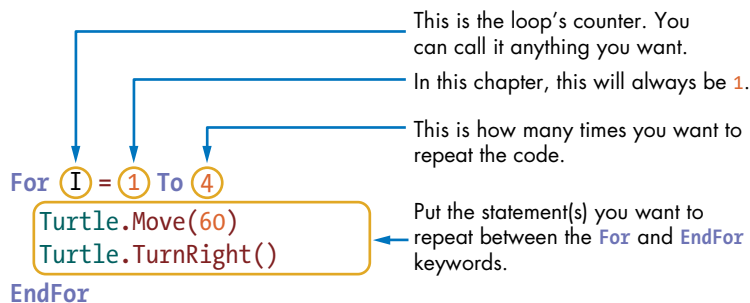 This is the loop’s counter. You
can call it anything you want.
In this chapter, this will always be 1.
This is how many times you want to
repeat the code.
For I = 1 To 4
Turtle.Move(60)
Turtle.TurnRight()
EndFor
Put the statement(s) you want to
repeat between the For and EndFor
keywords.